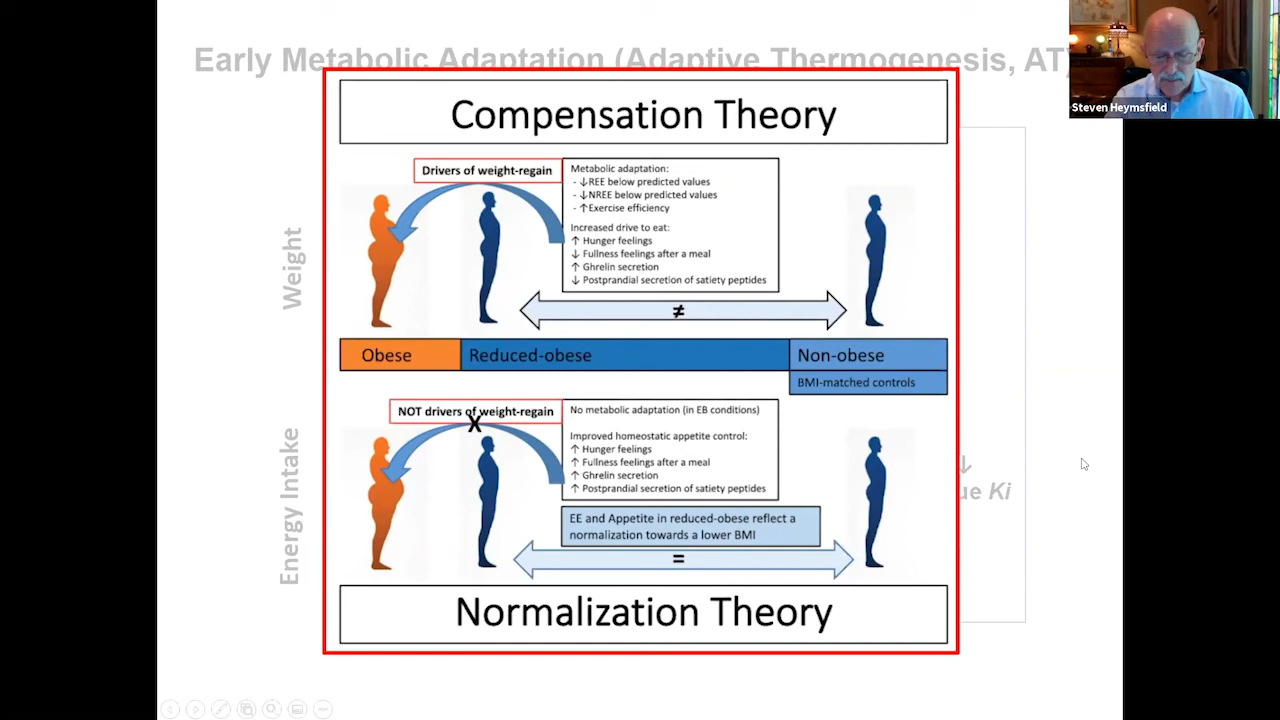 Early Metabolic Adaptation (Adaptive Thermogenesis, AT)
Steven Heymsfield
Compensation Theory
Drivers of weight-regain
Metabolic adaptation:
- ↓REE below predicted values
- ↓NREE below predicted values
- ↑Exercise efficiency
Increased drive to eat:
↑ Hunger feelings
↓ Fullness feelings after a meal
↑ Ghrelin secretion
↓ Postprandial secretion of satiety peptides
≠
Weight
Obese
Reduced-obese
Non-obese
BMI-matched controls
NOT drivers of weight-regain
X
No metabolic adaptation (in EB conditions)
Improved homeostatic appetite control:
↑ Hunger feelings
↑ Fullness feelings after a meal
↑ Ghrelin secretion
↑ Postprandial secretion of satiety peptides
EE and Appetite in reduced-obese reflect a
normalization towards a lower BMI
=
Energy Intake
↓
ue Ki
Normalization Theory